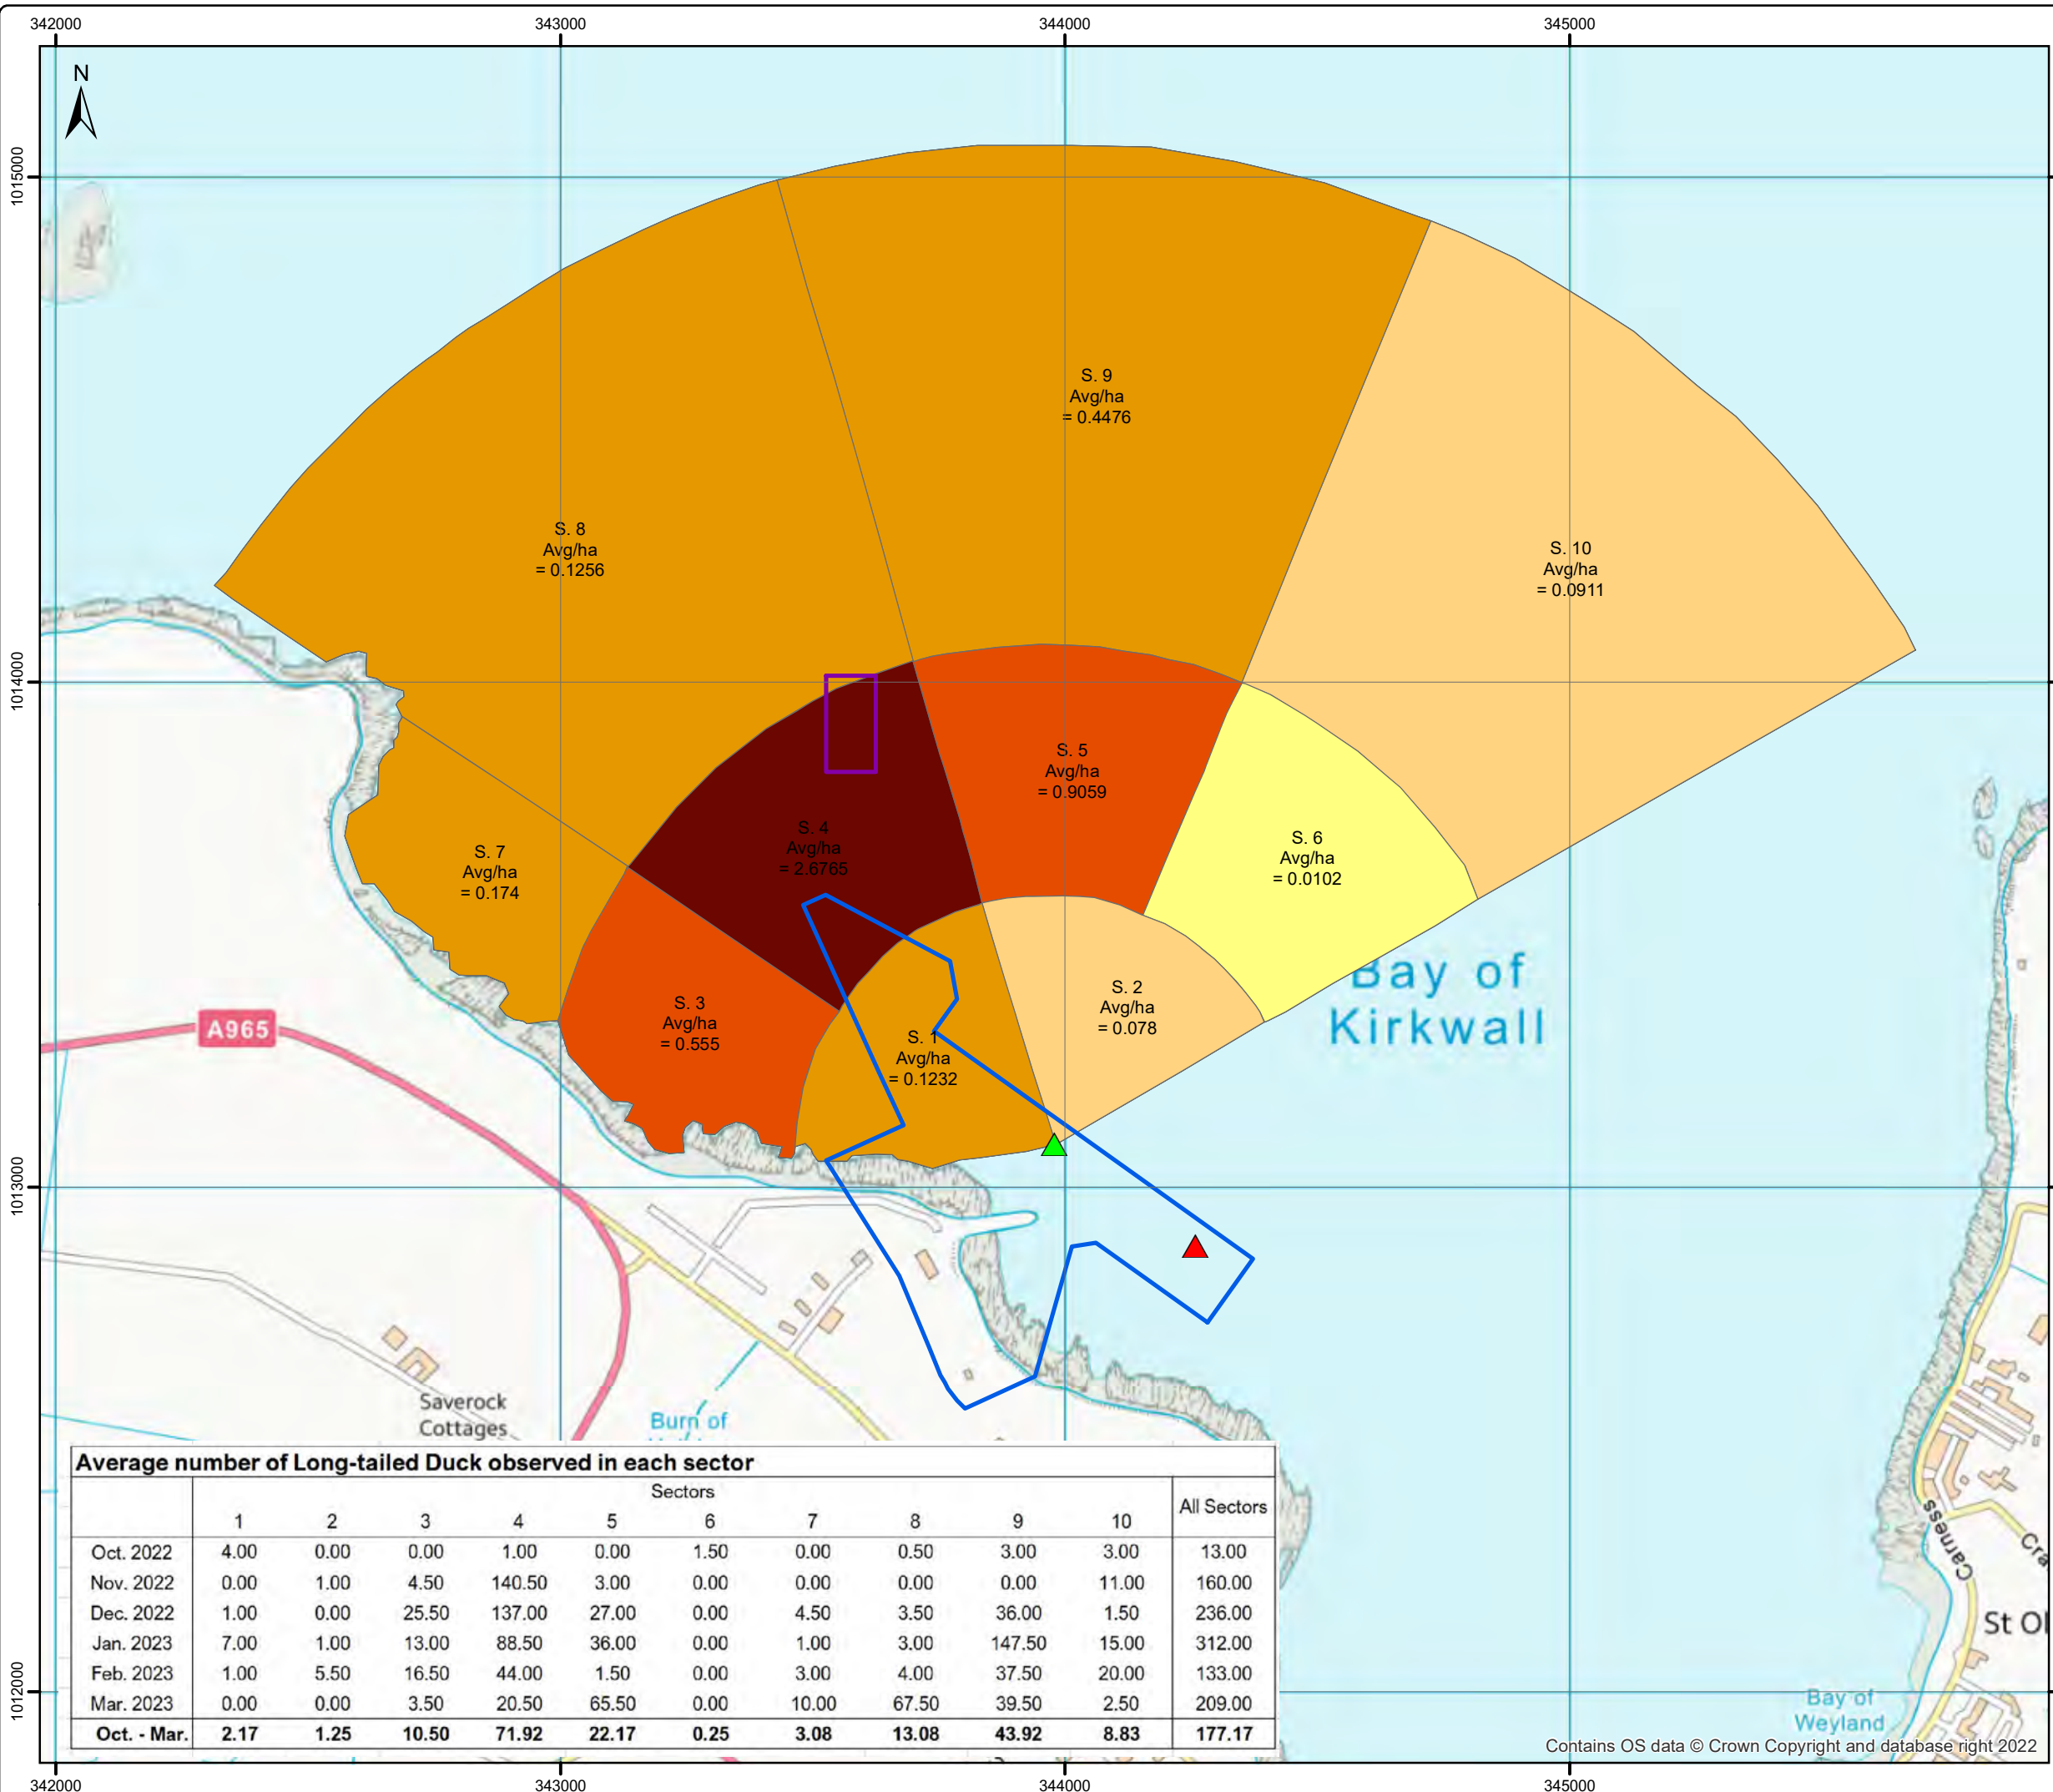 342000 343000 344000 345000
N
1015000
S. 9
Avg/ha
= 0.4476
S. 8
Avg/ha
= 0.1256
S. 10
Avg/ha
= 0.0911
1014000
S. 5
Avg/ha
= 0.9059
S. 4
Avg/ha
= 2.6765
S. 6
Avg/ha
= 0.0102
S. 7
Avg/ha
= 0.174
Bay of
Kirkwall
S. 2
Avg/ha
= 0.078
S. 3
Avg/ha
= 0.555
A965
S. 1
Avg/ha
= 0.1232
1013000
Saverock
Cottages
Burn of
Average number of Long-tailed Duck observed in each sector
Sectors
All Sectors
1 2 3 4 5 6 7 8 9 10
Oct. 2022 4.00 0.00 0.00 1.00 0.00 1.50 0.00 0.50 3.00 3.00 13.00
Nov. 2022 0.00 1.00 4.50 140.50 3.00 0.00 0.00 0.00 0.00 11.00 160.00
Dec. 2022 1.00 0.00 25.50 137.00 27.00 0.00 4.50 3.50 36.00 1.50 236.00
Jan. 2023 7.00 1.00 13.00 88.50 36.00 0.00 1.00 3.00 147.50 15.00 312.00
Feb. 2023 1.00 5.50 16.50 44.00 1.50 0.00 3.00 4.00 37.50 20.00 133.00
Mar. 2023 0.00 0.00 3.50 20.50 65.50 0.00 10.00 67.50 39.50 2.50 209.00
Oct. - Mar. 2.17 1.25 10.50 71.92 22.17 0.25 3.08 13.08 43.92 8.83 177.17
Carness
Cra
St Ol
1012000
Bay of
Weyland
Contains OS data © Crown Copyright and database right 2022
342000 343000 344000 345000